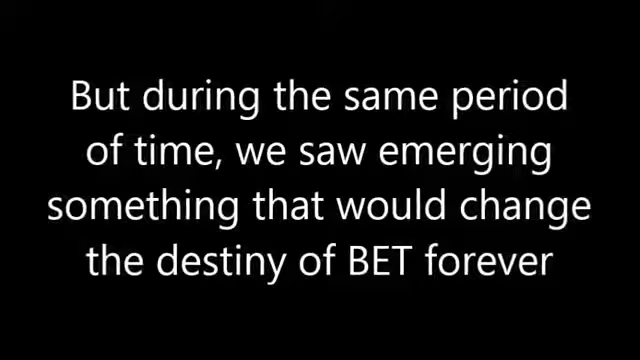 But during the same period
of time, we saw emerging
something that would change
the destiny of BET forever